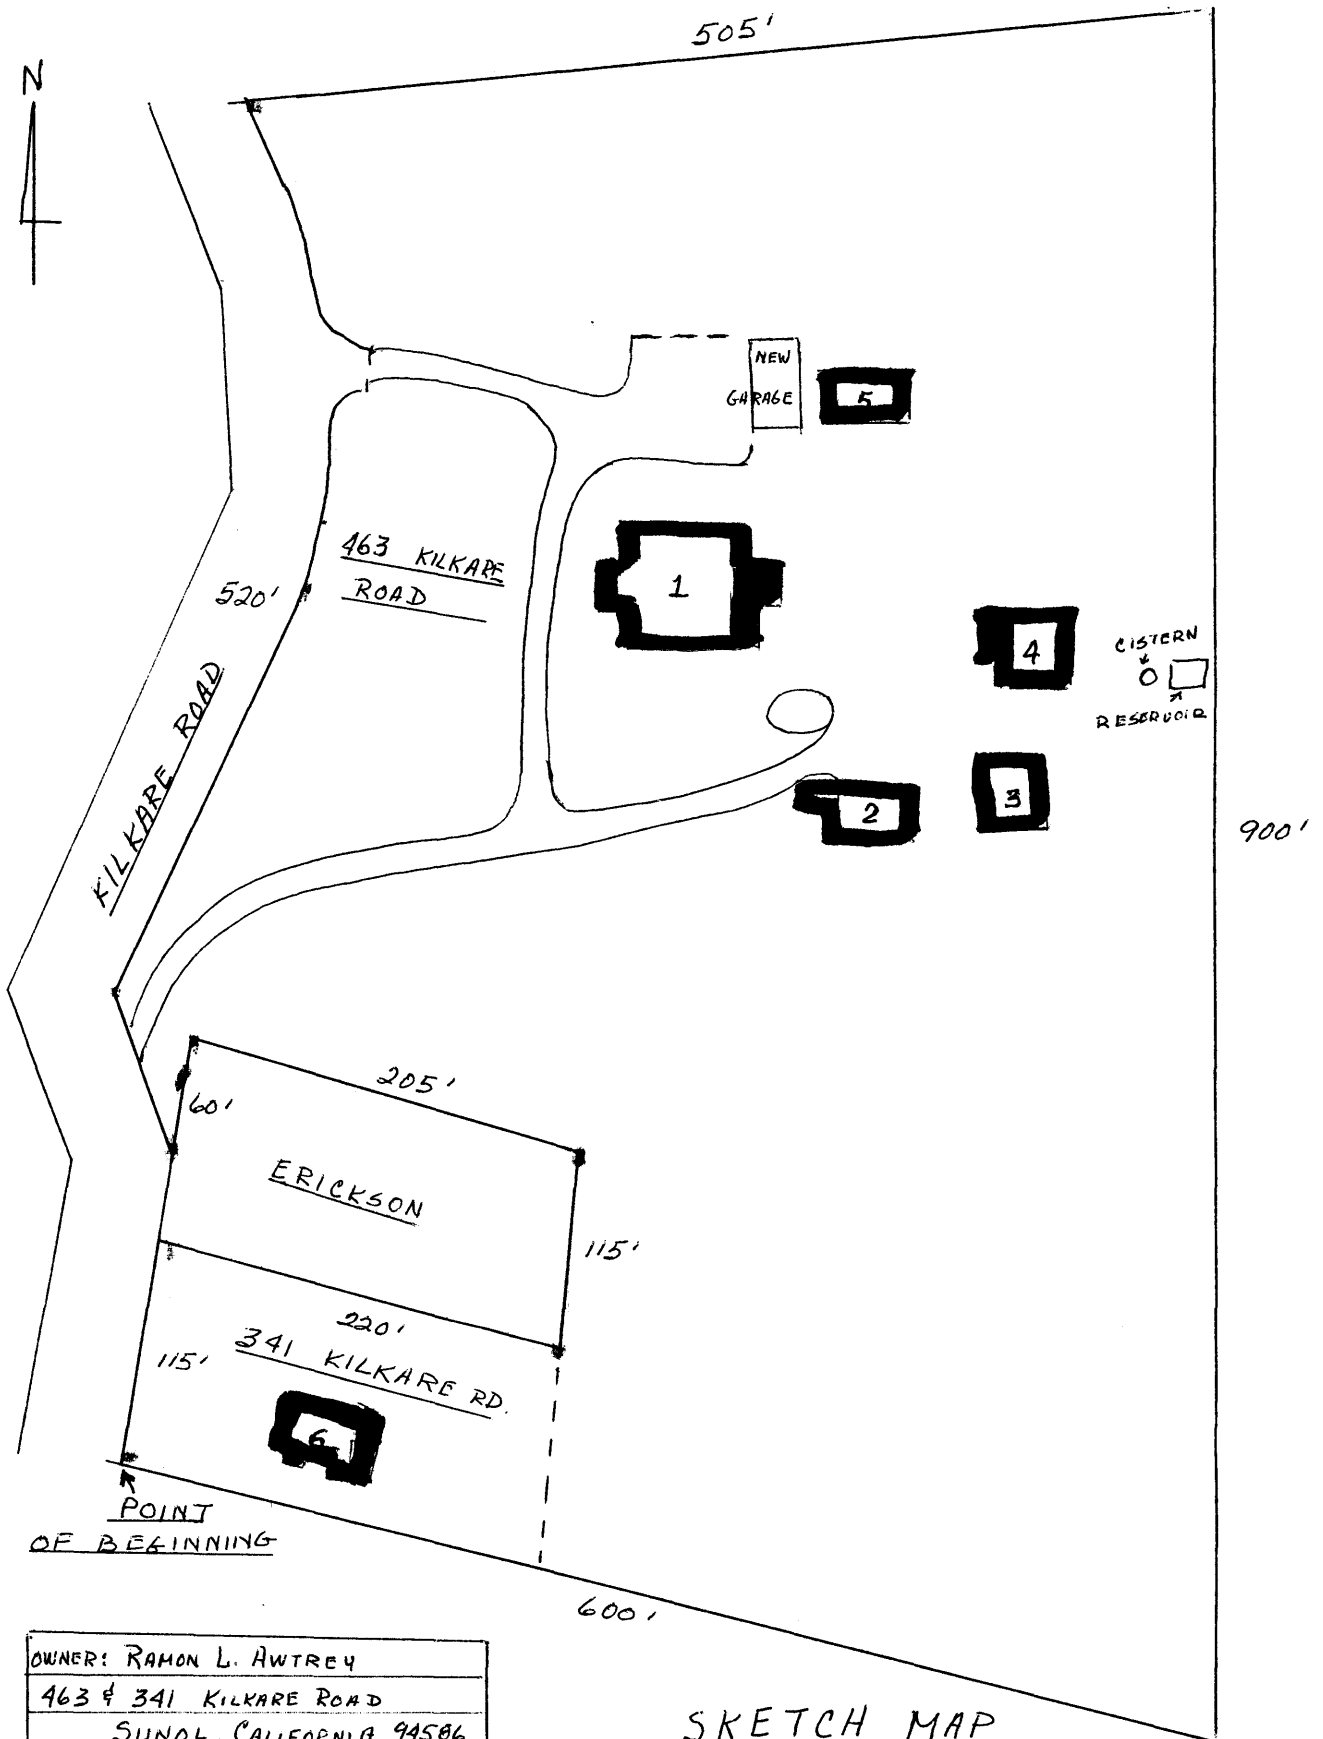 505'
N
NEW
GARAGE
5
463 KILKARE
ROAD
520'
1
4
CISTERN
RESERVOIR
KILKARE ROAD
2
3
900'
205'
60'
ERICKSON
115'
220'
341 KILKARE RD.
115'
6
POINT
OF BEGINNING
600'
OWNER: RAMON L. AWTREY
463 & 341 KILKARE ROAD
SUNOL, CALIFORNIA 94586
SKETCH MAP